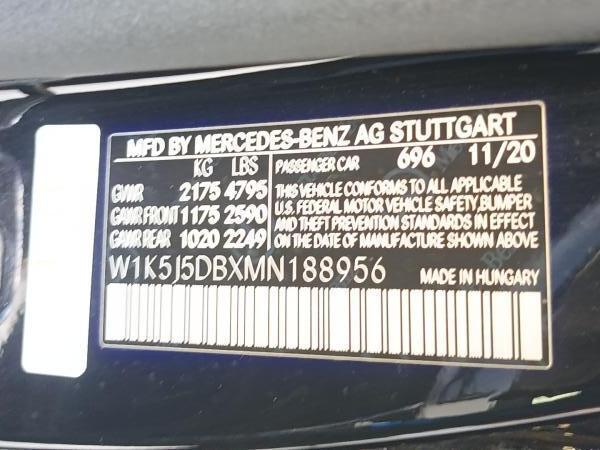 MFD BY MERCEDES-BENZ AG STUTTGART
KG LBS
GVWR 2175 4795
GAWR FRONT 1175 2590
GAWR REAR 1020 2249
PASSENGER CAR 696 11/20
THIS VEHICLE CONFORMS TO ALL APPLICABLE
U.S. FEDERAL MOTOR VEHICLE SAFETY, BUMPER
AND THEFT PREVENTION STANDARDS IN EFFECT
ON THE DATE OF MANUFACTURE SHOWN ABOVE
W1K5J5DBXMN188956
MADE IN HUNGARY